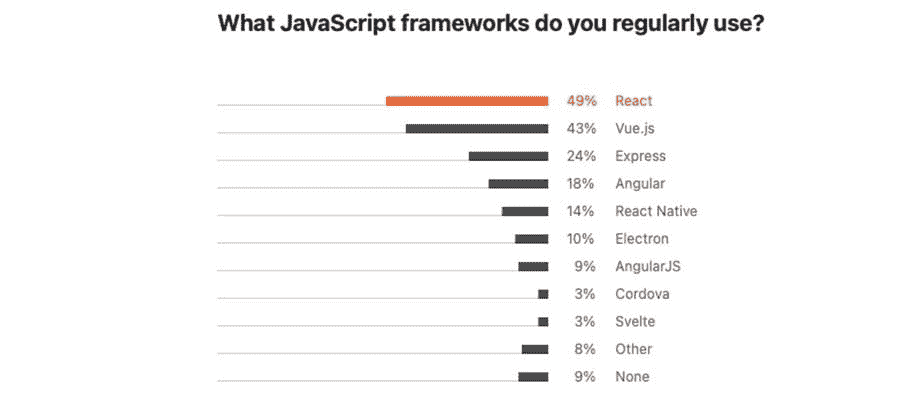 What JavaScript frameworks do you regularly use?
49% React
43% Vue.js
24% Express
18% Angular
14% React Native
10% Electron
9% AngularJS
3% Cordova
3% Svelte
8% Other
9% None